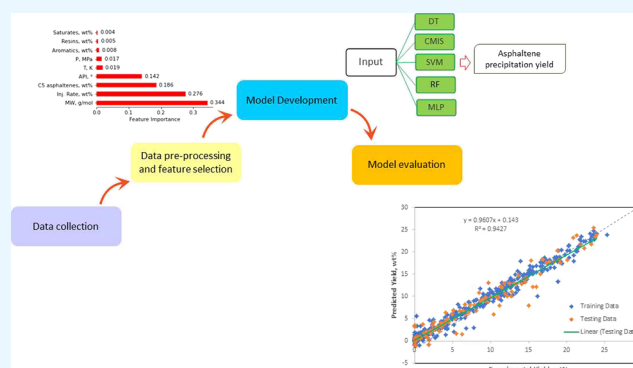 Saturates, wt% 0.004
Resins, wt% 0.005
Aromatics, wt% 0.008
P, MPa 0.017
T, K 0.019
API, ° 0.142
C5 asphaltenes, wt% 0.186
Inj. Rate, wt% 0.276
MW, g/mol 0.344
0.0 0.1 0.2 0.3
Feature Importance
Input
DT
CMIS
SVM
RF
MLP
Asphaltene
precipitation yield
Model Development
Data pre-processing
and feature selection
Model evaluation
Data collection
y = 0.9607x + 0.143
R² = 0.9427
Predicted Yield, wt%
30
25
20
15
10
5
0
-5
0 5 10 15 20 25
Training Data
Testing Data
Linear (Testing Dat